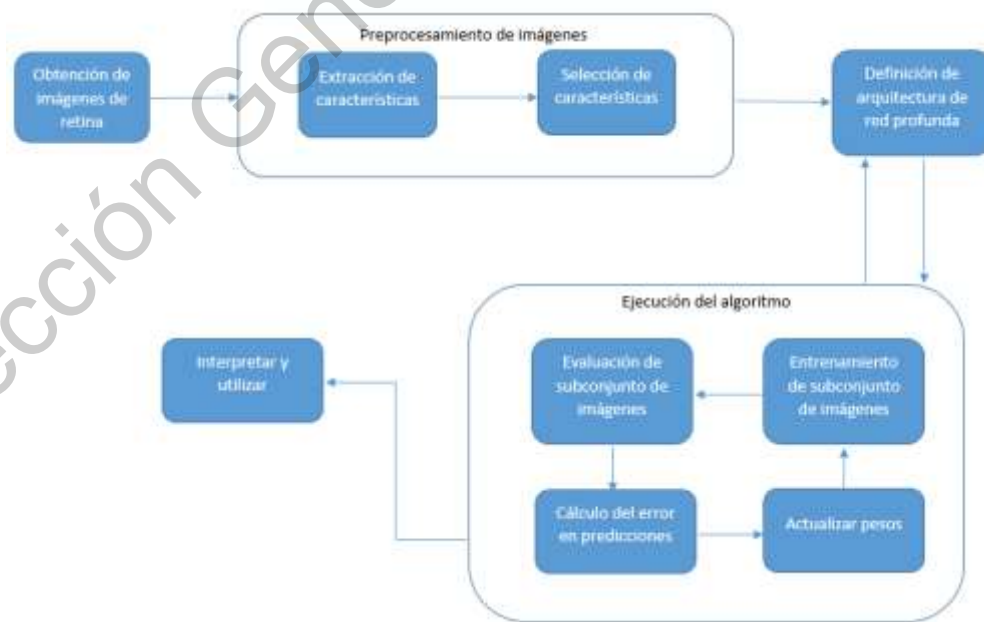 Preprocesamiento de imágenes
Obtención de
imágenes de
retina
Extracción de
características
Selección de
características
Definición de
arquitectura de
red profunda
Ejecución del algoritmo
Interpretar y
utilizar
Evaluación de
subconjunto de
imágenes
Entrenamiento
de subconjunto
de imágenes
Cálculo del error
en predicciones
Actualizar pesos